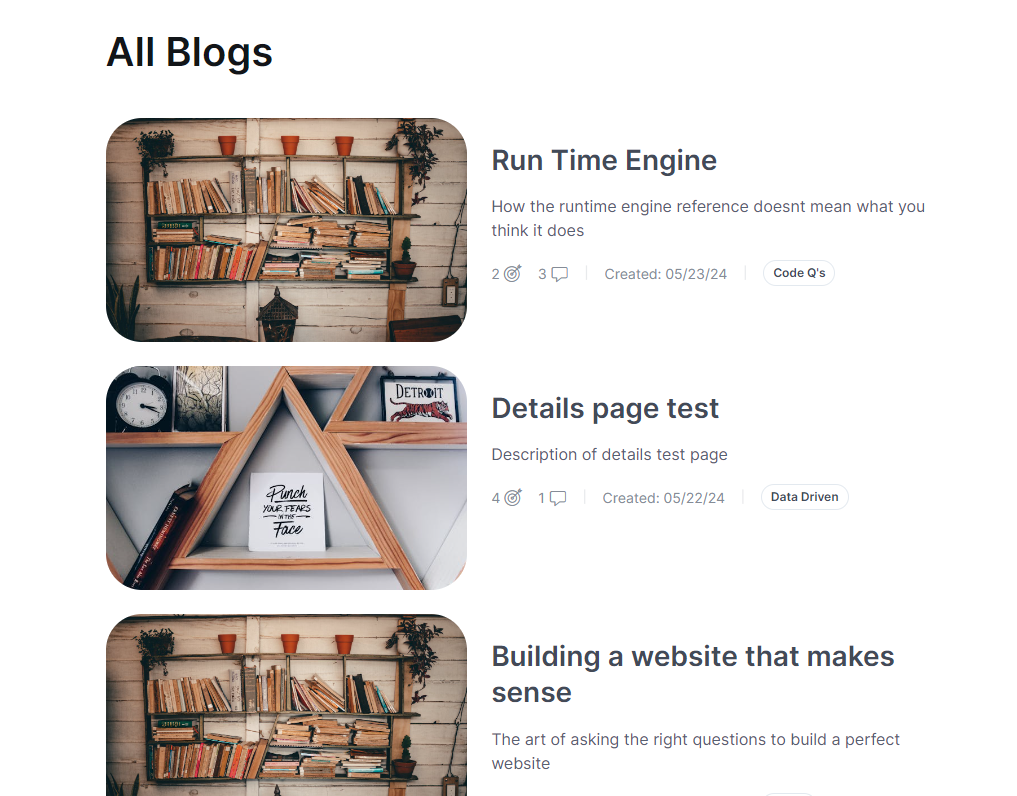 All Blogs
Run Time Engine
How the runtime engine reference doesnt mean what you
think it does
2 3 Created: 05/23/24 Code Q's
DETROIT
Details page test
Description of details test page
4 1 Created: 05/22/24 Data Driven
Punch
YOUR FEARS
IN THE
Face
Building a website that makes
sense
The art of asking the right questions to build a perfect
website